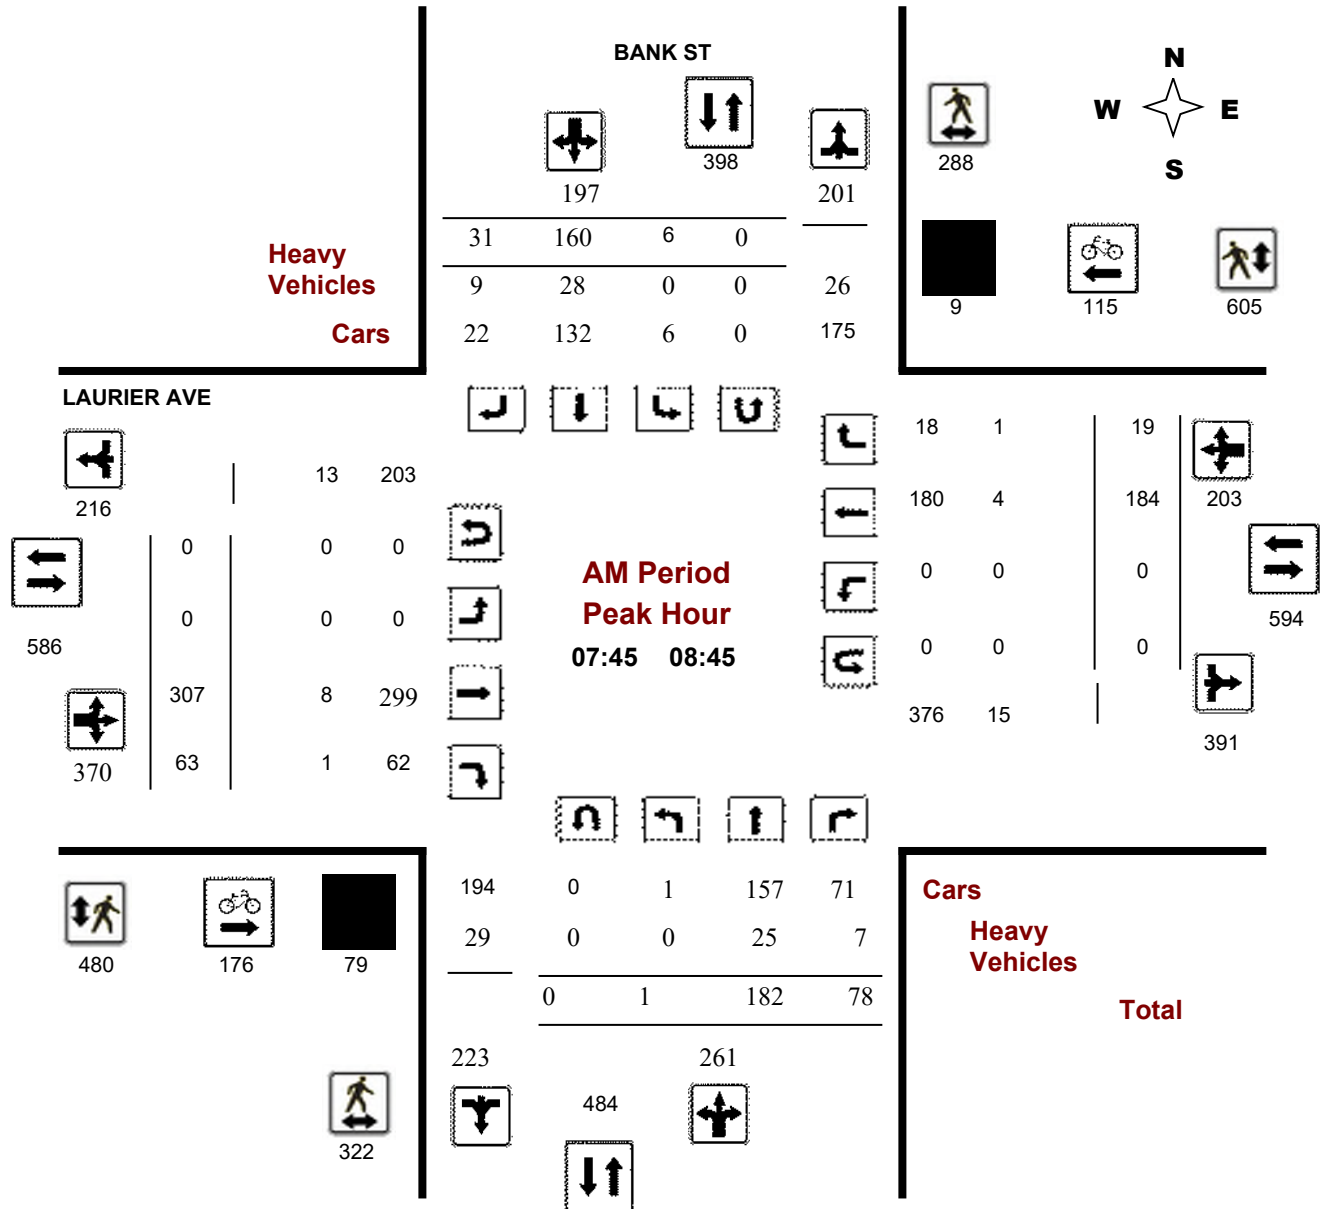 BANK ST
N
W E
S
398
288
197
201
31 160 6 0
Heavy
Vehicles
9 28 0 0 26
9 115 605
Cars
22 132 6 0 175
LAURIER AVE
18 1 19
13 203
216
180 4 184 203
0 0 0
AM Period
0 0 0
0 0 0
Peak Hour
594
586
07:45 08:45
0 0 0
307 8 299
376 15
391
370 63 1 62
194 0 1 157 71
Cars
29 0 0 25 7
Heavy
Vehicles
480 176 79
0 1 182 78
Total
223 261
484
322